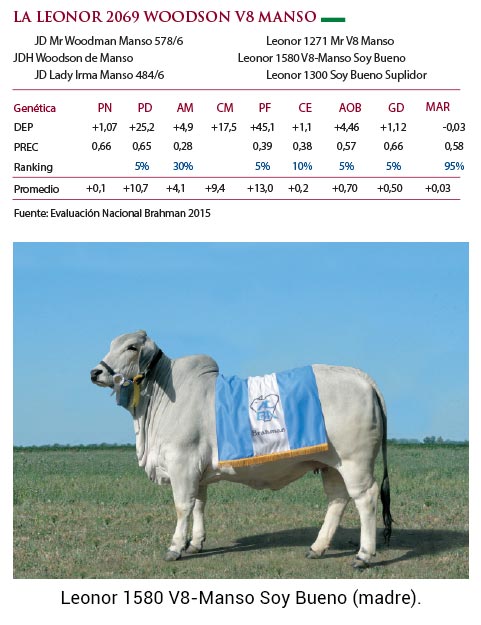 LA LEONOR 2069 WOODSON V8 MANSO
JD Mr Woodman Manso 578/6 Leonor 1271 Mr V8 Manso
JDH Woodson de Manso Leonor 1580 V8-Manso Soy Bueno
JD Lady Irma Manso 484/6 Leonor 1300 Soy Bueno Suplidor
Genética PN PD AM CM PF CE AOB GD MAR
DEP +1,07 +25,2 +4,9 +17,5 +45,1 +1,1 +4,46 +1,12 -0,03
PREC 0,66 0,65 0,28 0,39 0,38 0,57 0,66 0,58
Ranking 5% 30% 5% 10% 5% 5% 95%
Promedio +0,1 +10,7 +4,1 +9,4 +13,0 +0,2 +0,70 +0,50 +0,03
Fuente: Evaluación Nacional Brahman 2015
Brahman
Leonor 1580 V8-Manso Soy Bueno (madre).